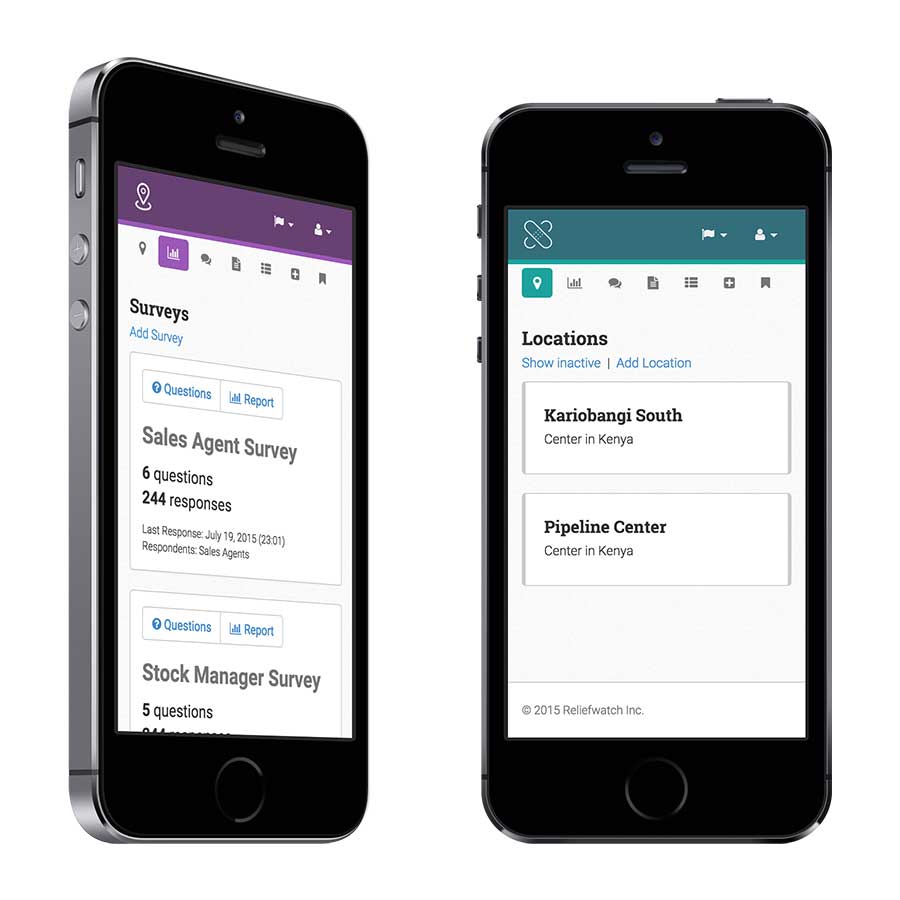 Surveys
Add Survey
Questions
Report
Sales Agent Survey
6 questions
244 responses
Last Response: July 19, 2015 (23:01)
Respondents: Sales Agents
Questions
Report
Stock Manager Survey
5 questions
Locations
Show inactive | Add Location
Kariobangi South
Center in Kenya
Pipeline Center
Center in Kenya
© 2015 Reliefwatch Inc.